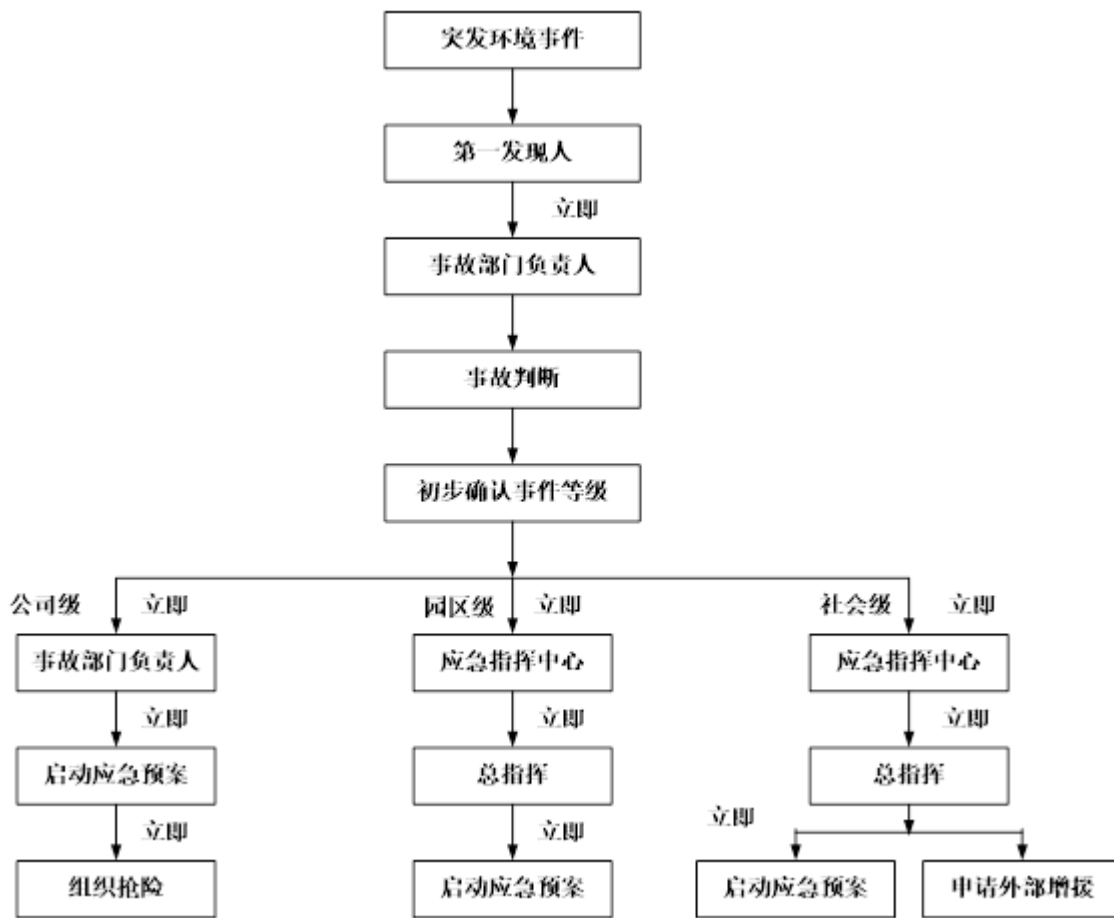 突发环境事件
第一发现人
立即
事故部门负责人
事故判断
初步确认事件等级
公司级 立即 园区级 立即 社会级 立即
事故部门负责人 应急指挥中心 应急指挥中心
立即 立即 立即
启动应急预案 总指挥 总指挥
立即 立即 立即
组织抢险 启动应急预案 启动应急预案 申请外部增援